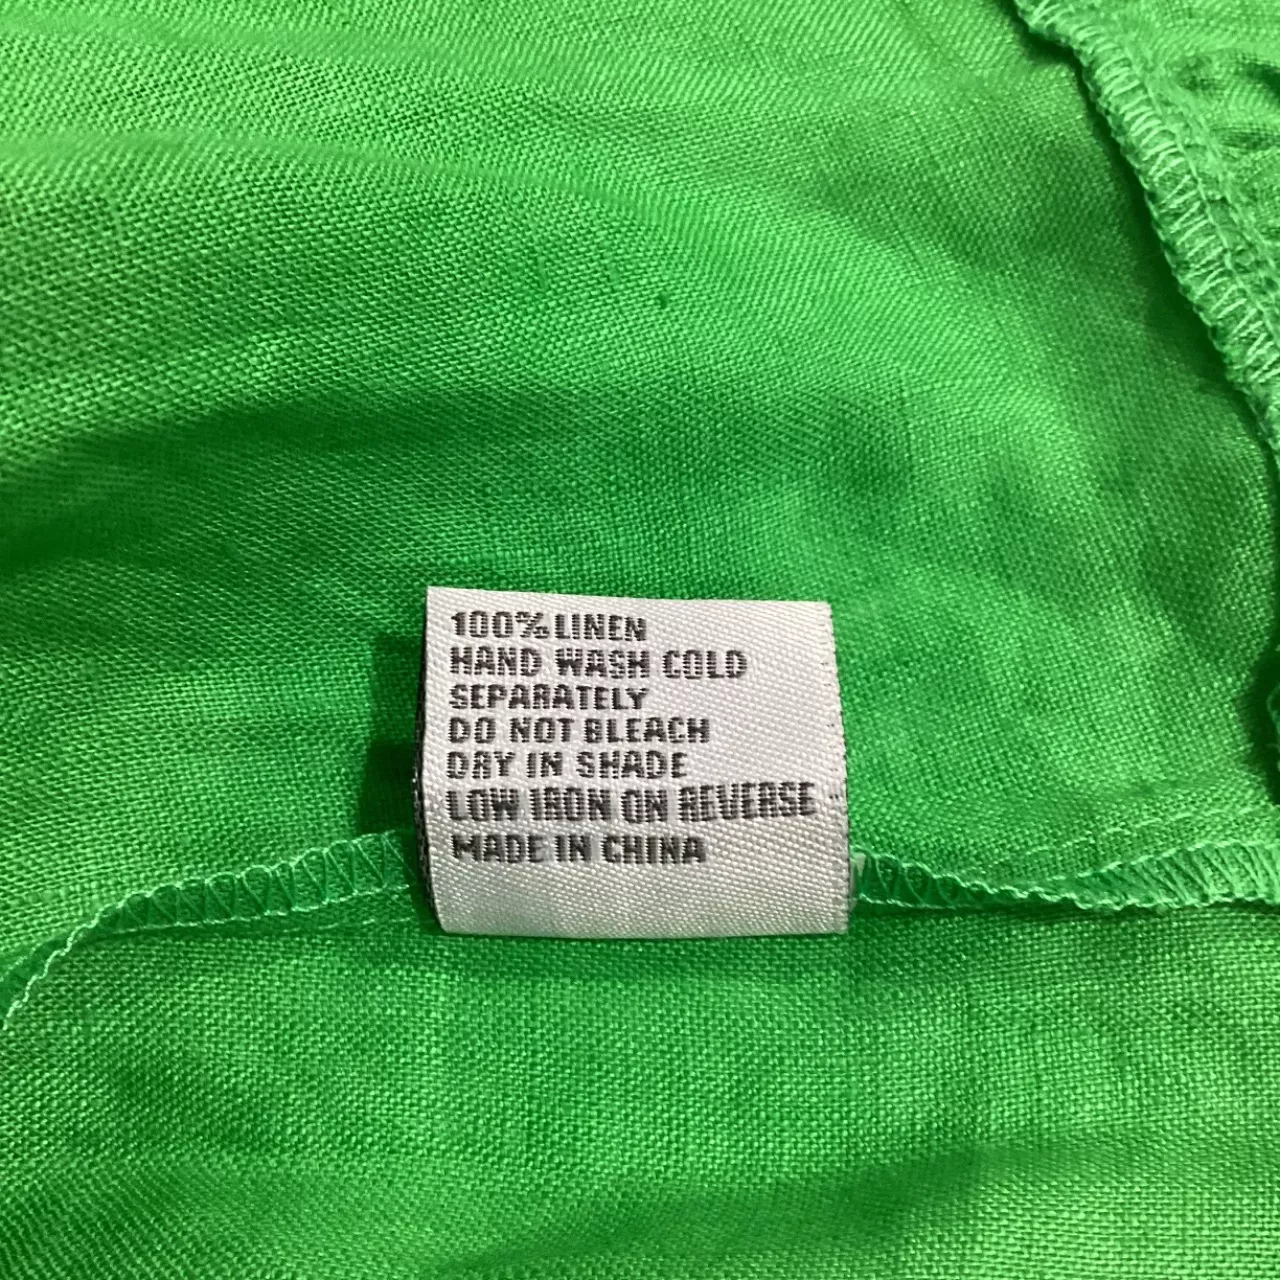 100% LINEN
HAND WASH COLD
SEPARATELY
DO NOT BLEACH
DRY IN SHADE
LOW IRON ON REVERSE
MADE IN CHINA